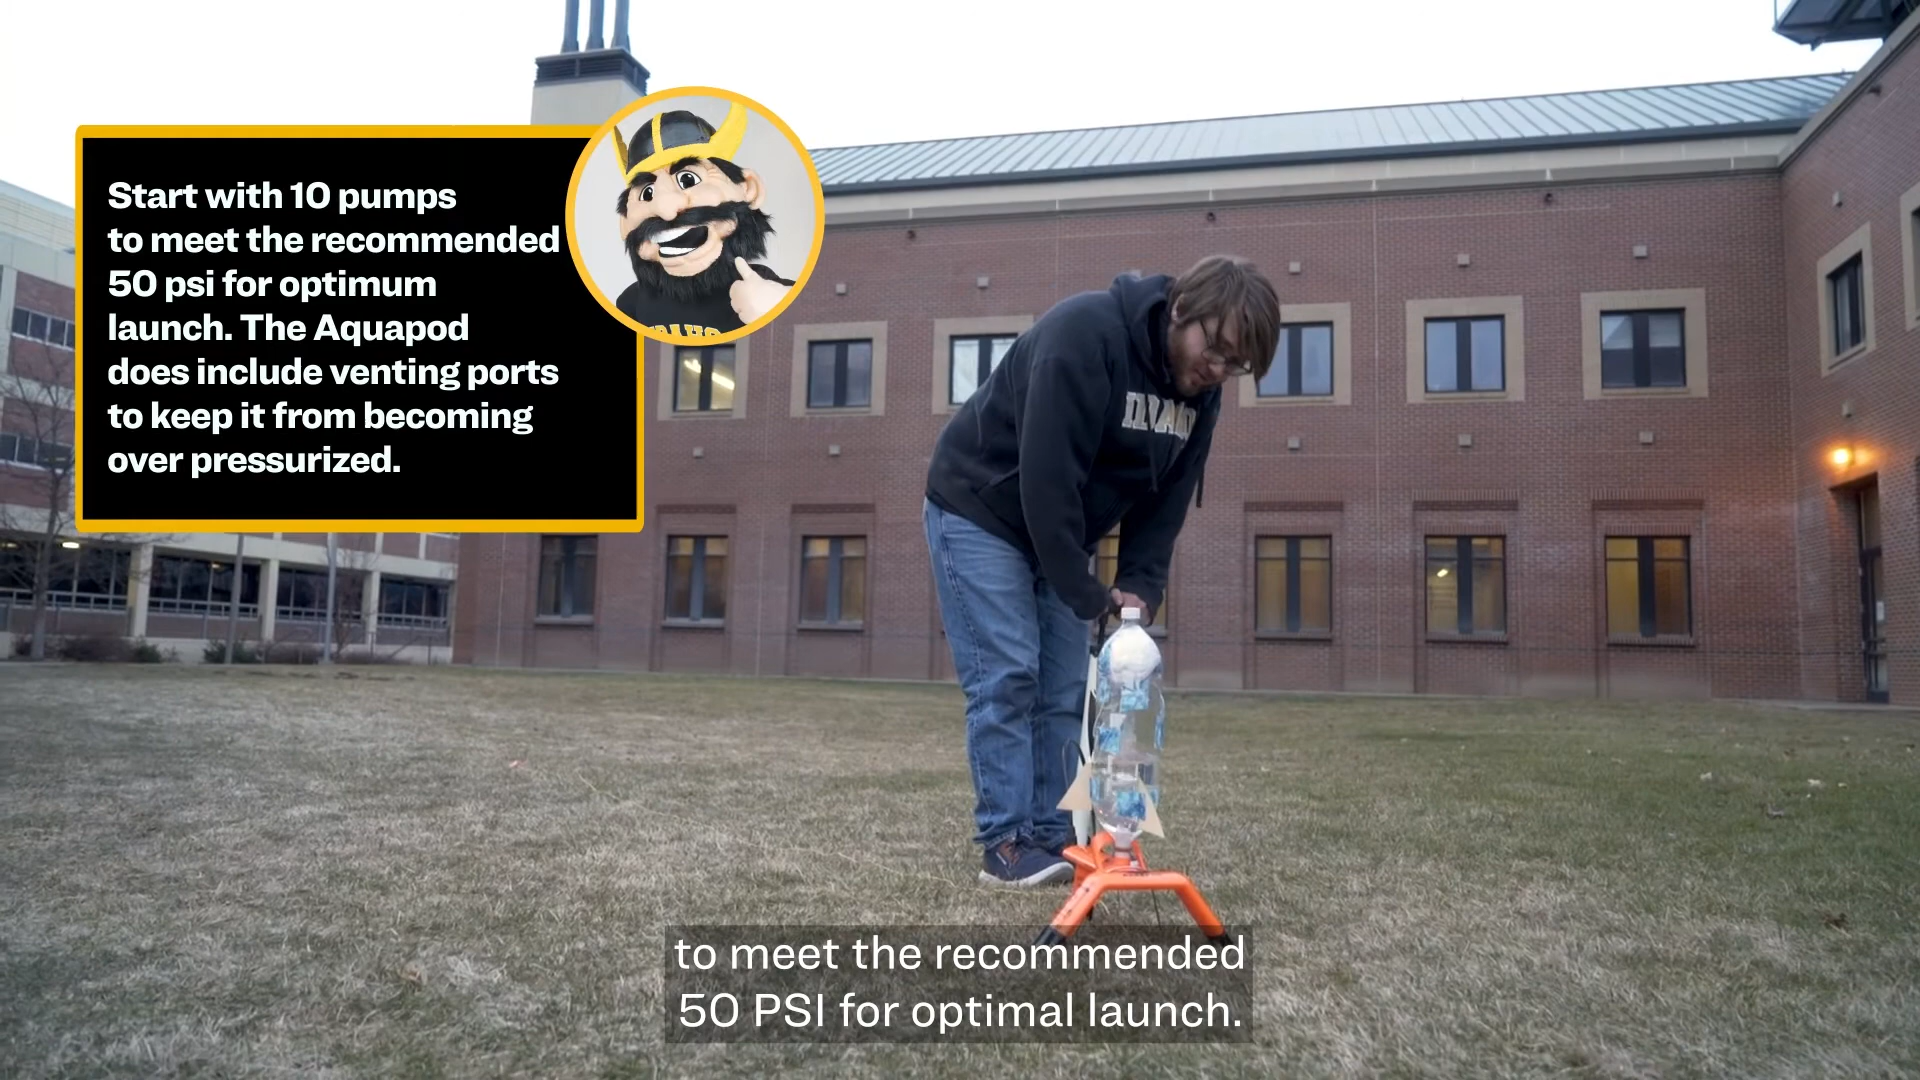 Start with 10 pumps
to meet the recommended
50 psi for optimum
launch. The Aquapod
does include venting ports
to keep it from becoming
over pressurized.
IDAHO
to meet the recommended
50 PSI for optimal launch.